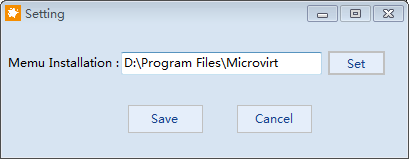 Setting
Memu Installation : D:\Program Files\Microvirt Set
Save Cancel